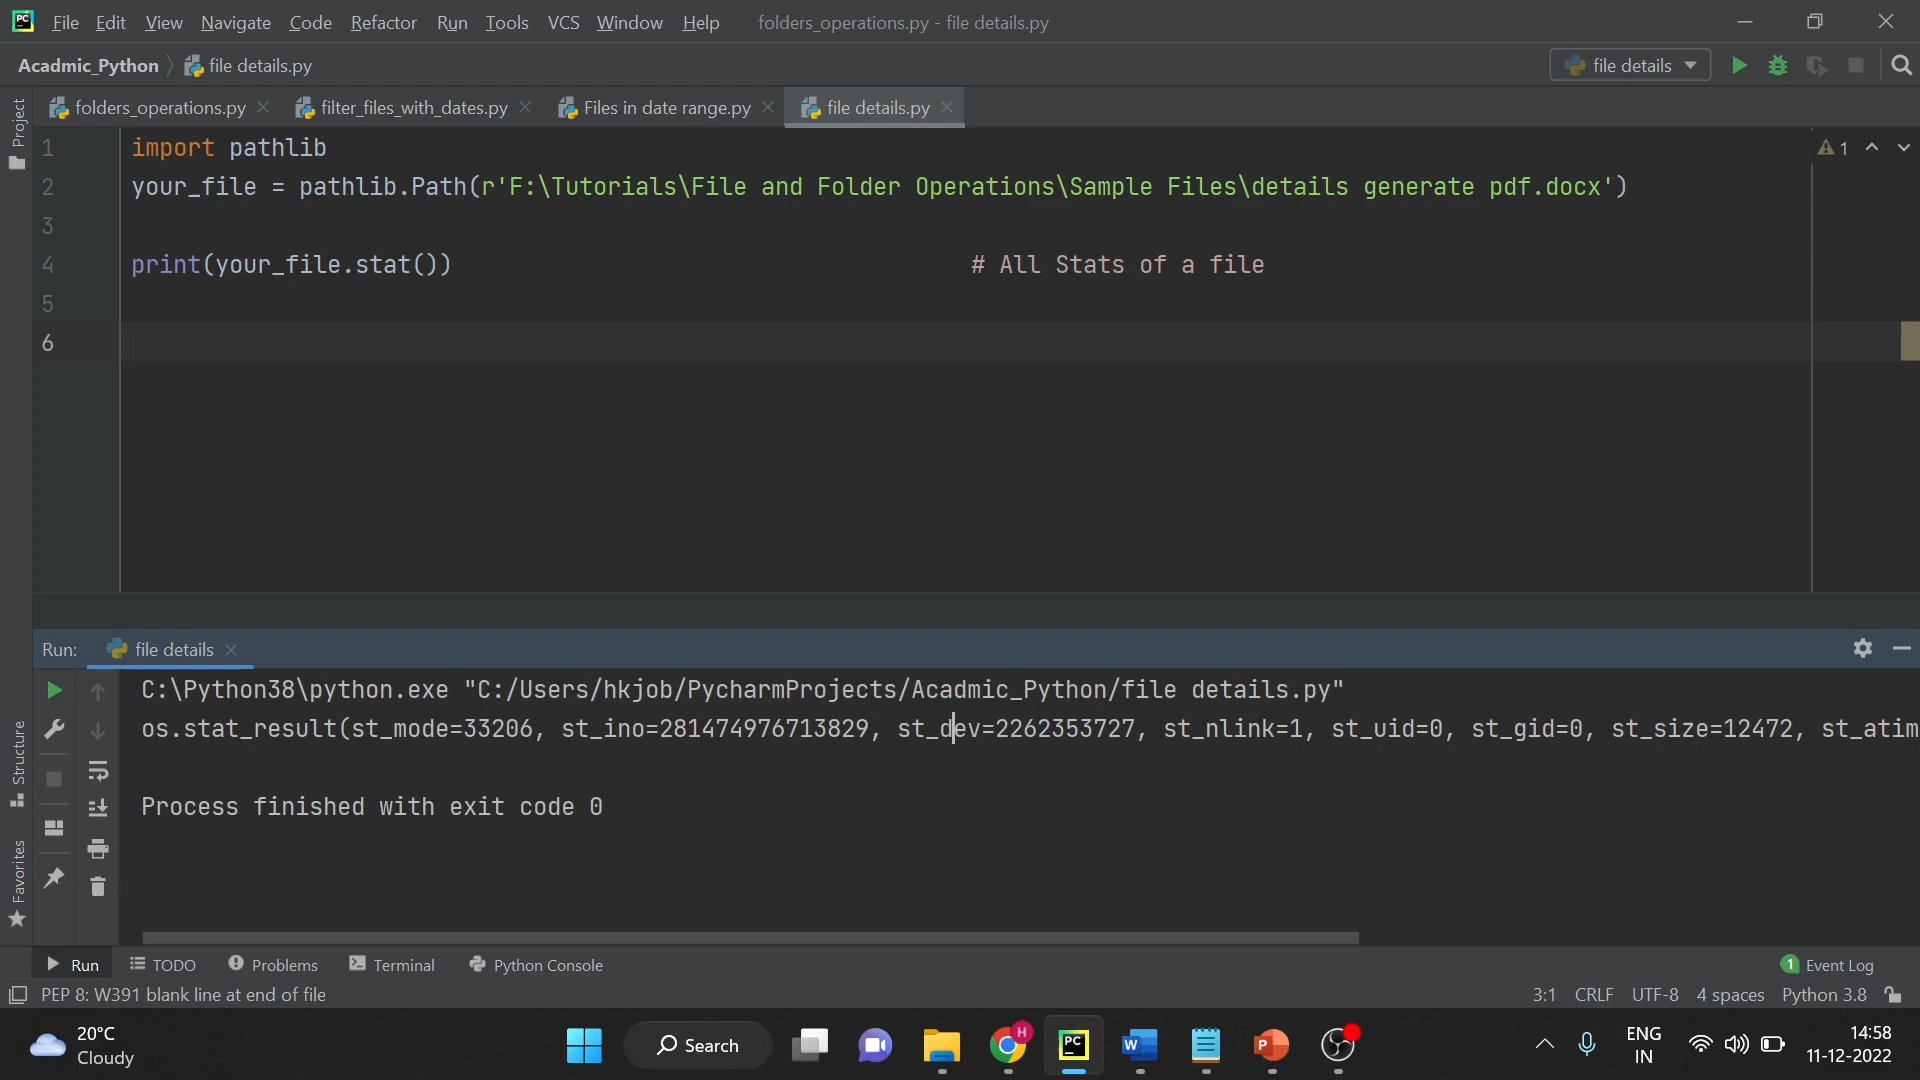 File Edit View Navigate Code Refactor Run Tools VCS Window Help folders_operations.py - file details.py
Acadmic_Python file details.py file details
folders_operations.py filter_files_with_dates.py Files in date range.py file details.py
Project
1 import pathlib 1
2 your_file = pathlib.Path(r'F:\Tutorials\File and Folder Operations\Sample Files\details generate pdf.docx')
3
4 print(your_file.stat()) # All Stats of a file
5
6
Run: file details
C:\Python38\python.exe "C:/Users/hkjob/PycharmProjects/Acadmic_Python/file details.py"
os.stat_result(st_mode=33206, st_ino=281474976713829, st_dev=2262353727, st_nlink=1, st_uid=0, st_gid=0, st_size=12472, st_atim
Structure
Process finished with exit code 0
Favorites
Run TODO Problems Terminal Python Console 1 Event Log
PEP 8: W391 blank line at end of file 3:1 CRLF UTF-8 4 spaces Python 3.8
20°C
Cloudy
Search
H
PC
W
P
ENG
IN
14:58
11-12-2022